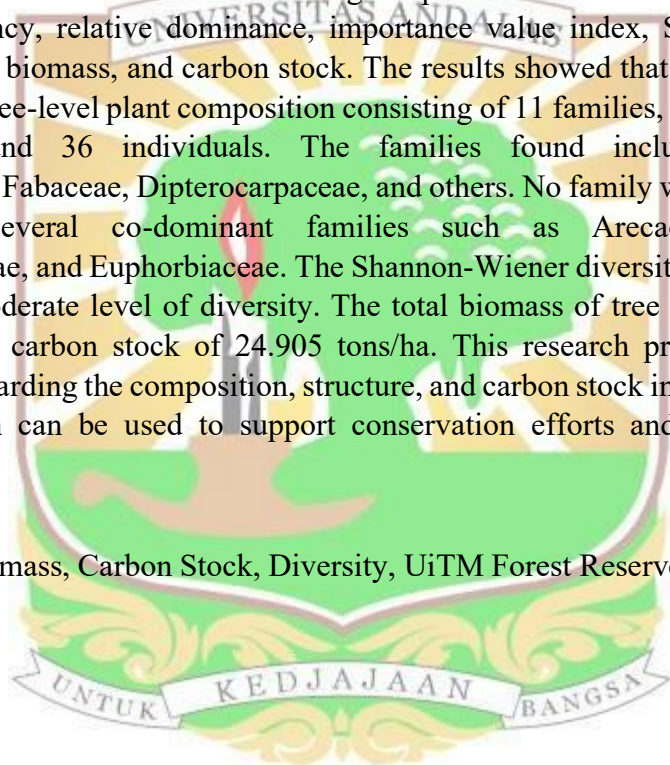 UNIVERSITAS ANDALAS
ncy, relative dominance, importance value index, S
biomass, and carbon stock. The results showed that
ree-level plant composition consisting of 11 families,
nd 36 individuals. The families found inclu
Fabaceae, Dipterocarpaceae, and others. No family w
everal co-dominant families such as Areca
ae, and Euphorbiaceae. The Shannon-Wiener diversit
oderate level of diversity. The total biomass of tree
carbon stock of 24.905 tons/ha. This research pr
arding the composition, structure, and carbon stock in
n can be used to support conservation efforts and
mass, Carbon Stock, Diversity, UiTM Forest Reserv
UNTUK KEDJAJAAN BANGSA